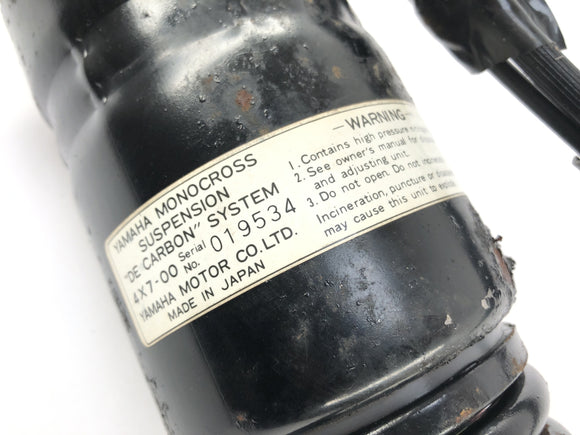 YAMAHA MONOCROSS
SUSPENSION
"DE CARBON" SYSTEM
4X7-00 Serial No. 019534
YAMAHA MOTOR CO. LTD.
MADE IN JAPAN
—WARNING—
1. Contains high pressure
2. See owner's manual for
and adjusting unit.
3. Do not open. Do not
Incineration, puncture or
may cause this unit to